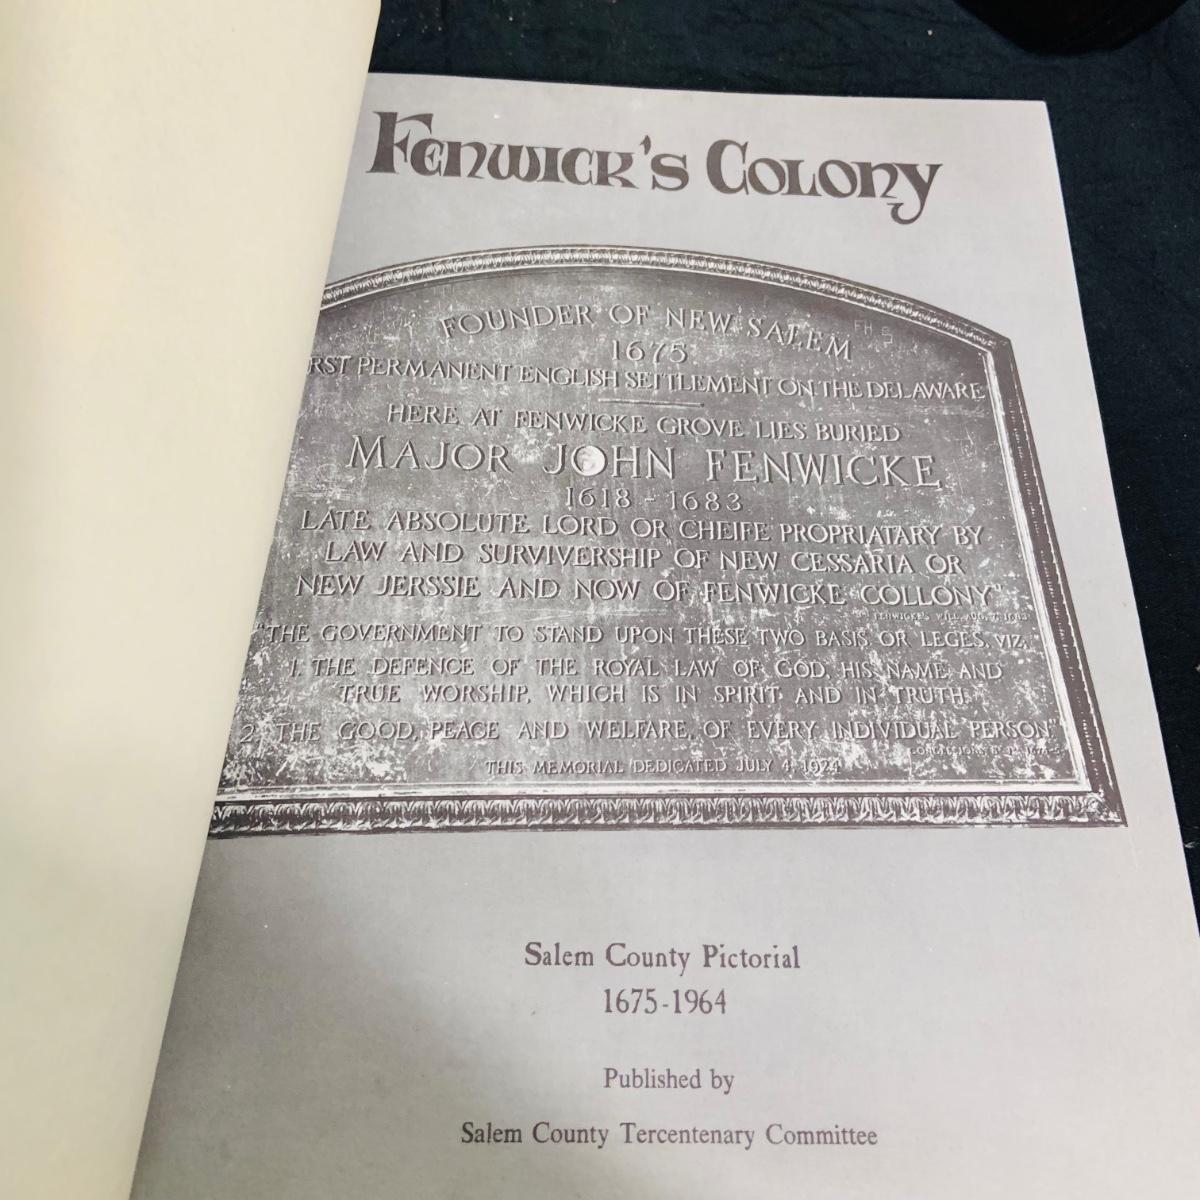 Fenwick's Colony
FOUNDER OF NEW SALEM
1675
RST PERMANENT ENGLISH SETTLEMENT ON THE DELAWARE
HERE AT FENWICKE GROVE LIES BURIED
MAJOR JOHN FENWICKE
1618 - 1683
LATE ABSOLUTE LORD OR CHEIFE PROPRIATARY BY
LAW AND SURVIVERSHIP OF NEW CESSARIA OR
NEW JERSSIE AND NOW OF FENWICKE COLLONY"
FENWICKE'S WILL, AUG. 7, 1683
"THE GOVERNMENT TO STAND UPON THESE TWO BASIS OR LEGES, VIZ,
1. THE DEFENCE OF THE ROYAL LAW OF GOD, HIS NAME AND
TRUE WORSHIP, WHICH IS IN SPIRIT AND IN TRUTH.
2. THE GOOD, PEACE AND WELFARE, OF EVERY INDIVIDUAL PERSON"
THIS MEMORIAL DEDICATED JULY 4 1924
Salem County Pictorial
1675-1964
Published by
Salem County Tercentenary Committee